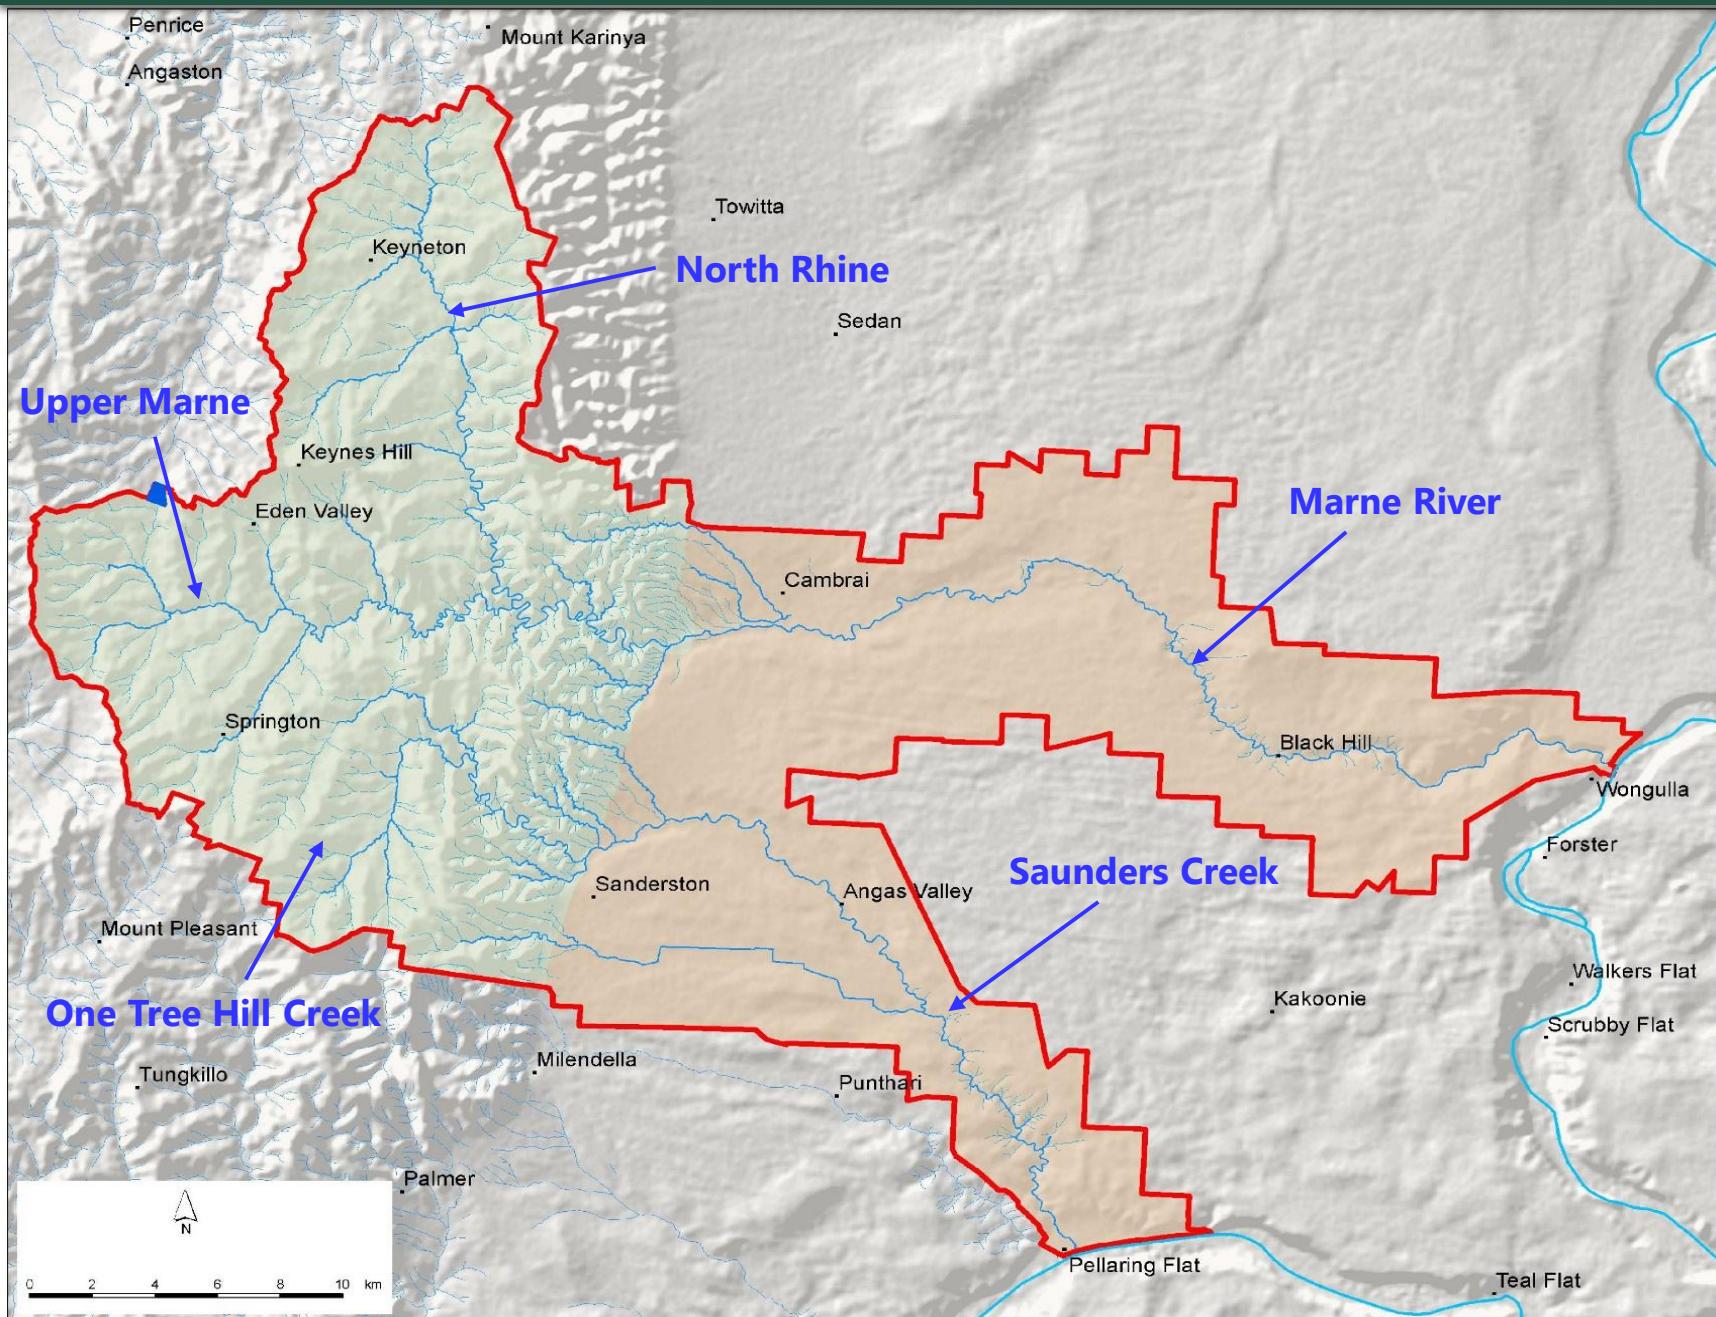 Penrice
Mount Karinya
Angaston
Towitta
Keyneton
North Rhine
Sedan
Upper Marne
Keynes Hill
Eden Valley
Marne River
Cambrai
Springton
Black Hill
Wongulla
Forster
Saunders Creek
Sanderston
Angas Valley
Mount Pleasant
Walkers Flat
Kakoonie
One Tree Hill Creek
Scrubby Flat
Milendella
Tungkillo
Punthari
Palmer
N
Pellaring Flat
Teal Flat
0 2 4 6 8 10 km